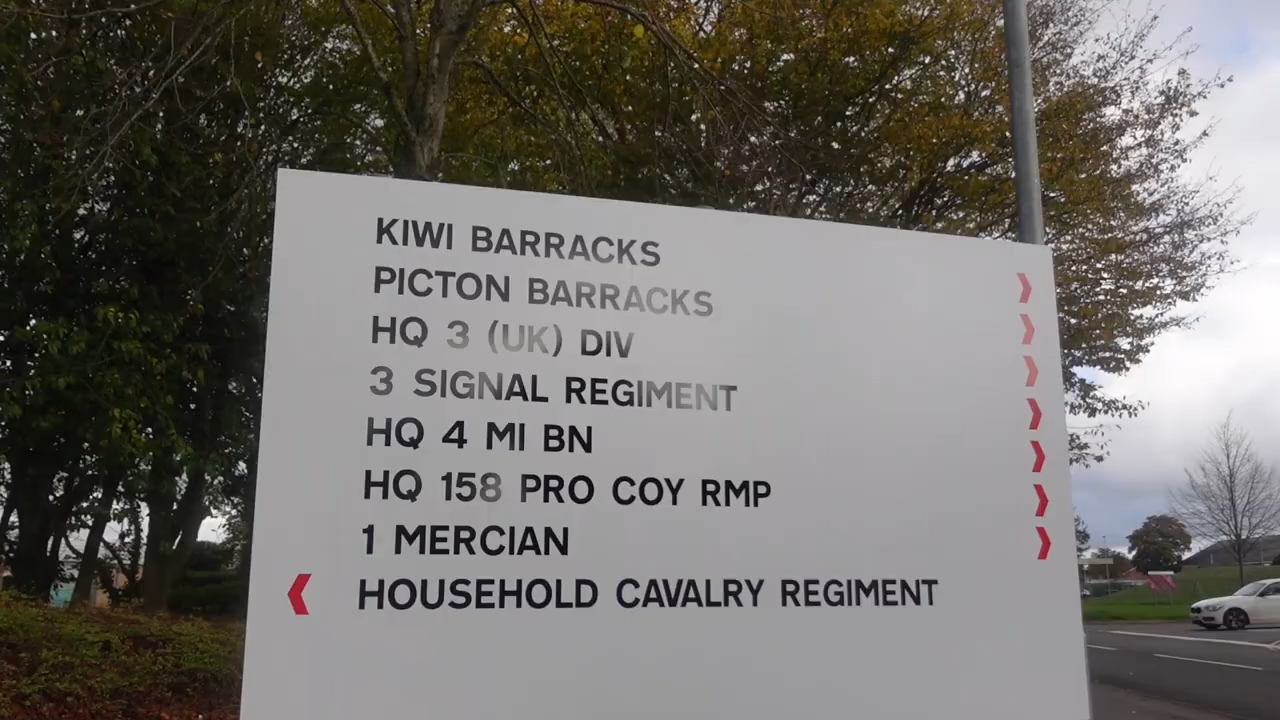 KIWI BARRACKS
PICTON BARRACKS
HQ 3 (UK) DIV
3 SIGNAL REGIMENT
HQ 4 MI BN
HQ 158 PRO COY RMP
1 MERCIAN
HOUSEHOLD CAVALRY REGIMENT